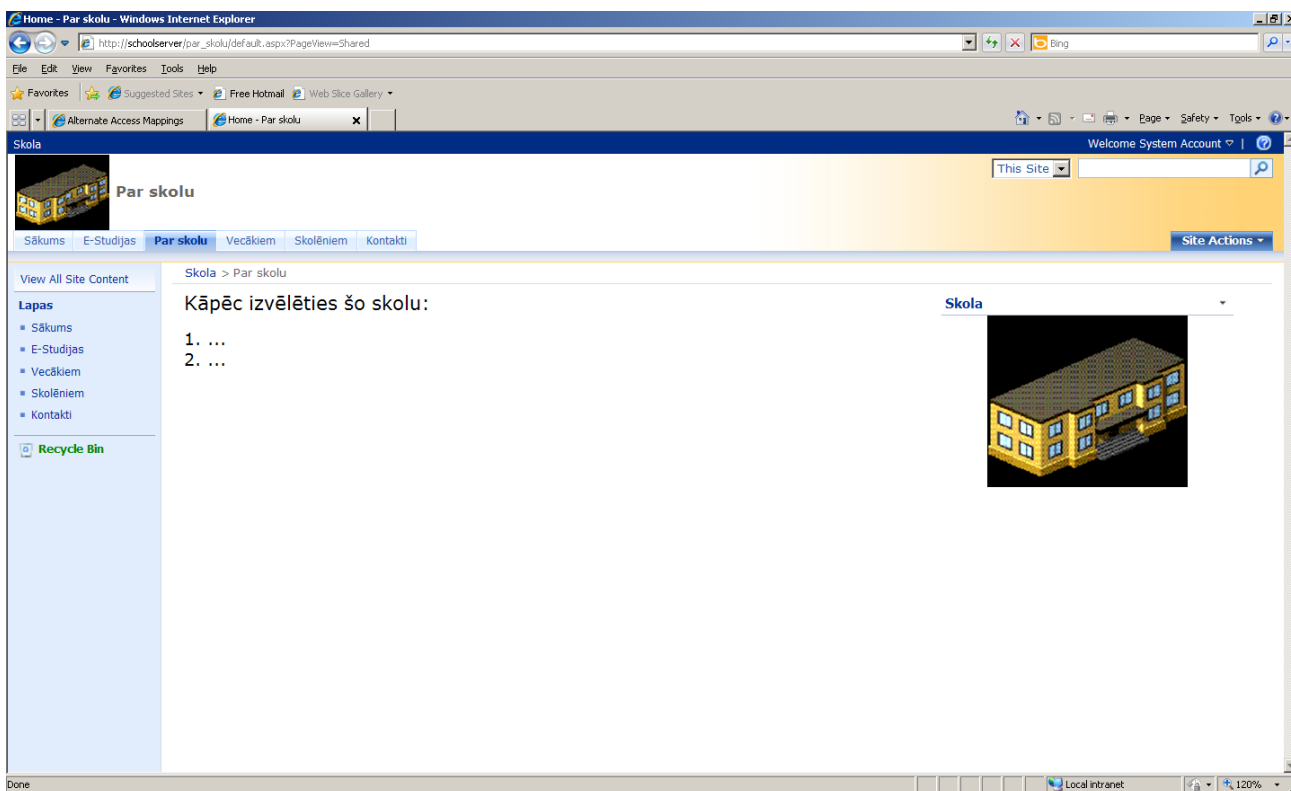 Home - Par skolu - Windows Internet Explorer
http://schoolserver/par_skolu/default.aspx?PageView=Shared
Bing
File Edit View Favorites Tools Help
Favorites Suggested Sites Free Hotmail Web Slice Gallery
Alternate Access Mappings Home - Par skolu Page Safety Tools
Skola Welcome System Account
This Site
Par skolu
Sākums E-Studijas Par skolu Vecākiem Skolēniem Kontakti Site Actions
View All Site Content
Skola > Par skolu
Lapas
Sākums
E-Studijas
Vecākiem
Skolēniem
Kontakti
Recycle Bin
Kāpēc izvēlēties šo skolu:
1. ...
2. ...
Skola
Done Local intranet 120%